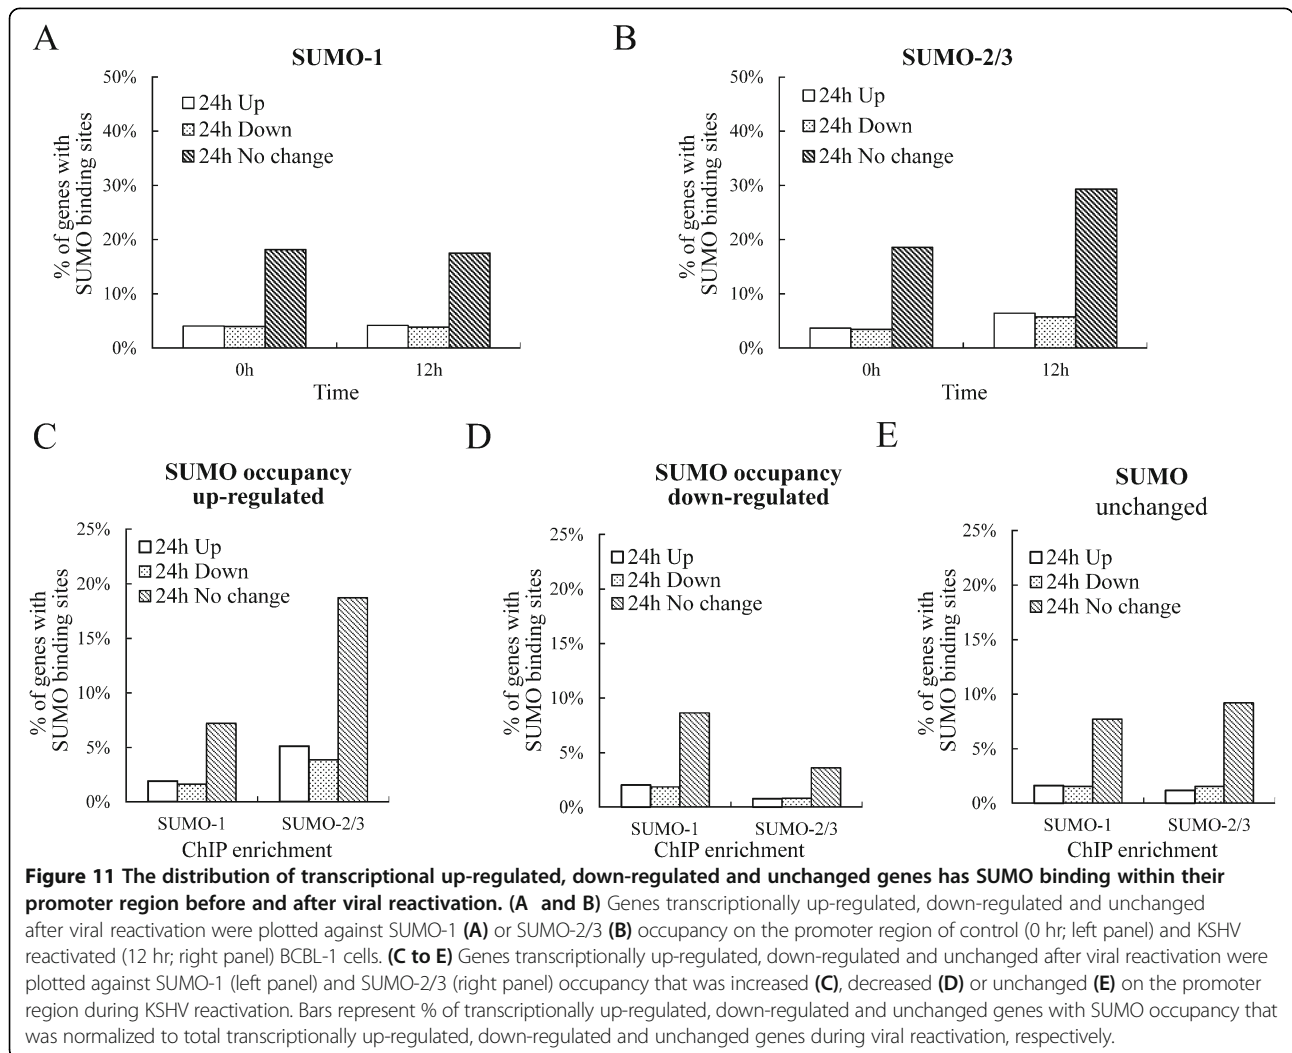 A
SUMO-1
50%
40%
30%
20%
10%
0%
% of genes with
SUMO binding sites
24h Up
24h Down
24h No change
0h
12h
Time
B
SUMO-2/3
50%
40%
30%
20%
10%
0%
% of genes with
SUMO binding sites
24h Up
24h Down
24h No change
0h
12h
Time
C
SUMO occupancy
up-regulated
25%
20%
15%
10%
5%
0%
% of genes with
SUMO binding sites
24h Up
24h Down
24h No change
SUMO-1
SUMO-2/3
ChIP enrichment
D
SUMO occupancy
down-regulated
25%
20%
15%
10%
5%
0%
% of genes with
SUMO binding sites
24h Up
24h Down
24h No change
SUMO-1
SUMO-2/3
ChIP enrichment
E
SUMO
unchanged
25%
20%
15%
10%
5%
0%
% of genes with
SUMO binding sites
24h Up
24h Down
24h No change
SUMO-1
SUMO-2/3
ChIP enrichment
Figure 11 The distribution of transcriptional up-regulated, down-regulated and unchanged genes has SUMO binding within their
promoter region before and after viral reactivation. (A and B) Genes transcriptionally up-regulated, down-regulated and unchanged
after viral reactivation were plotted against SUMO-1 (A) or SUMO-2/3 (B) occupancy on the promoter region of control (0 hr; left panel) and KSHV
reactivated (12 hr; right panel) BCBL-1 cells. (C to E) Genes transcriptionally up-regulated, down-regulated and unchanged after viral reactivation were
plotted against SUMO-1 (left panel) and SUMO-2/3 (right panel) occupancy that was increased (C), decreased (D) or unchanged (E) on the promoter
region during KSHV reactivation. Bars represent % of transcriptionally up-regulated, down-regulated and unchanged genes with SUMO occupancy that
was normalized to total transcriptionally up-regulated, down-regulated and unchanged genes during viral reactivation, respectively.